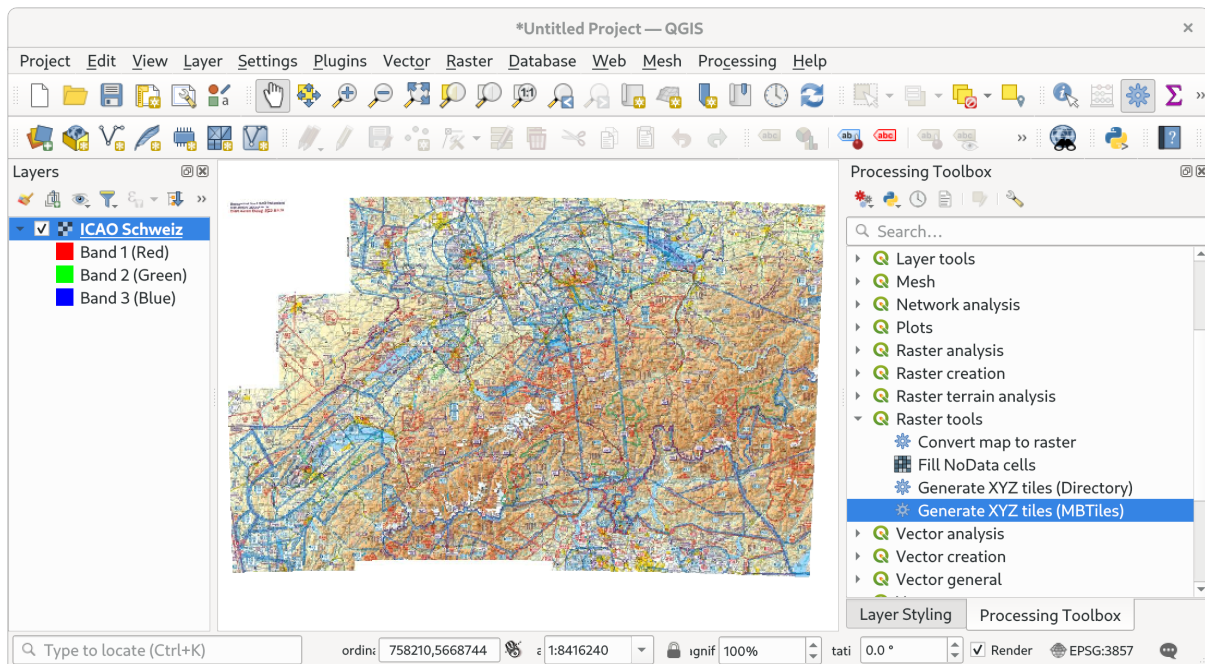 *Untitled Project — QGIS
Project Edit View Layer Settings Plugins Vector Raster Database Web Mesh Processing Help
Layers
ICAO Schweiz
Band 1 (Red)
Band 2 (Green)
Band 3 (Blue)
Processing Toolbox
Search...
Layer tools
Mesh
Network analysis
Plots
Raster analysis
Raster creation
Raster terrain analysis
Raster tools
Convert map to raster
Fill NoData cells
Generate XYZ tiles (Directory)
Generate XYZ tiles (MBTiles)
Vector analysis
Vector creation
Vector general
Layer Styling Processing Toolbox
Type to locate (Ctrl+K) ordina 758210,5668744 1:8416240 agnif 100% tati 0.0 ° Render EPSG:3857